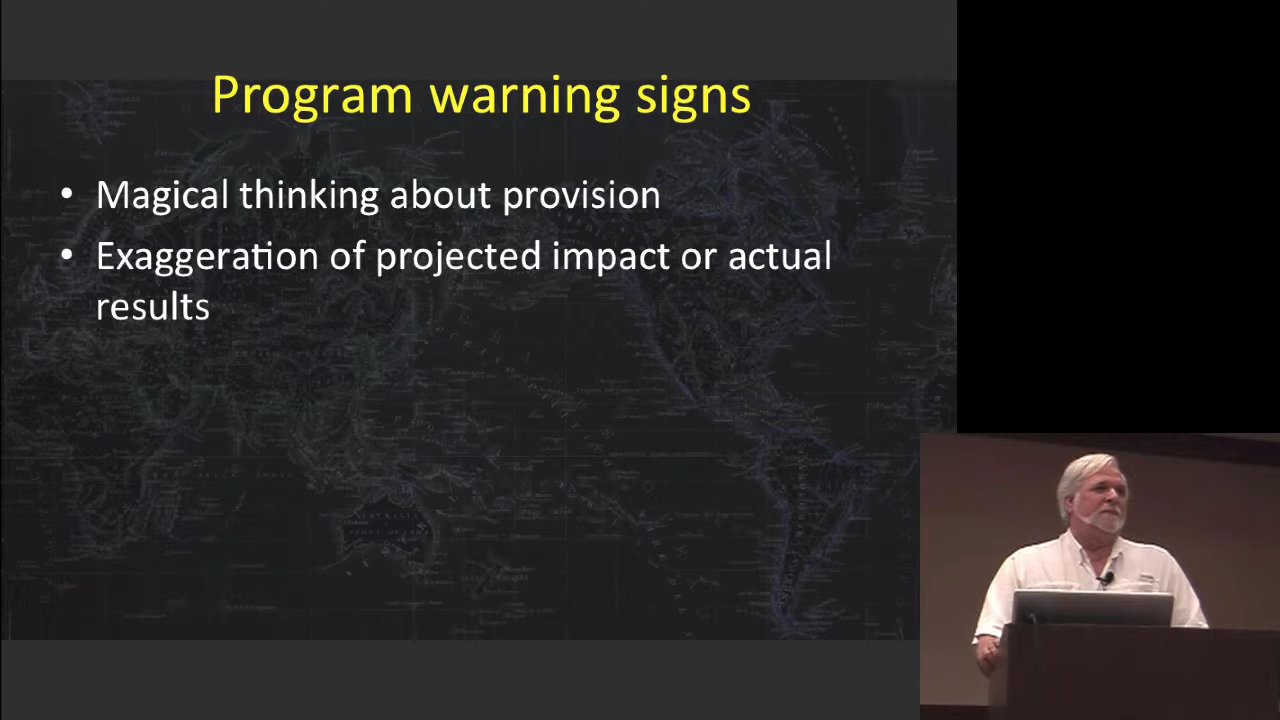 Program warning signs
• Magical thinking about provision
• Exaggeration of projected impact or actual
results